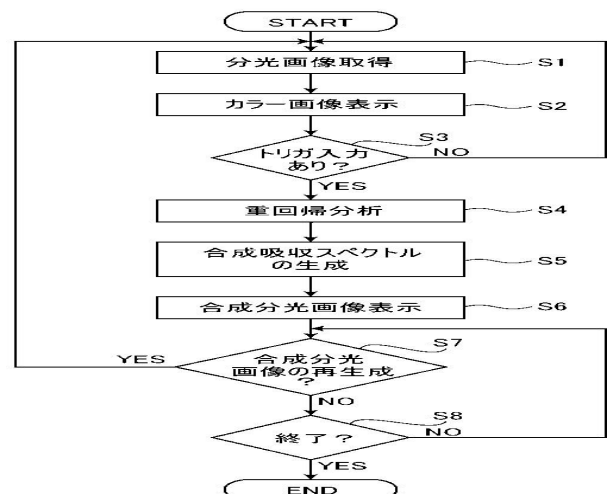 START
分光画像取得
S1
カラー画像表示
S2
S3
トリガ入力
あり?
NO
YES
重回帰分析
S4
合成吸収スペクトル
の生成
S5
合成分光画像表示
S6
S7
YES
合成分光
画像の再生成
?
NO
S8
終了?
NO
YES
END